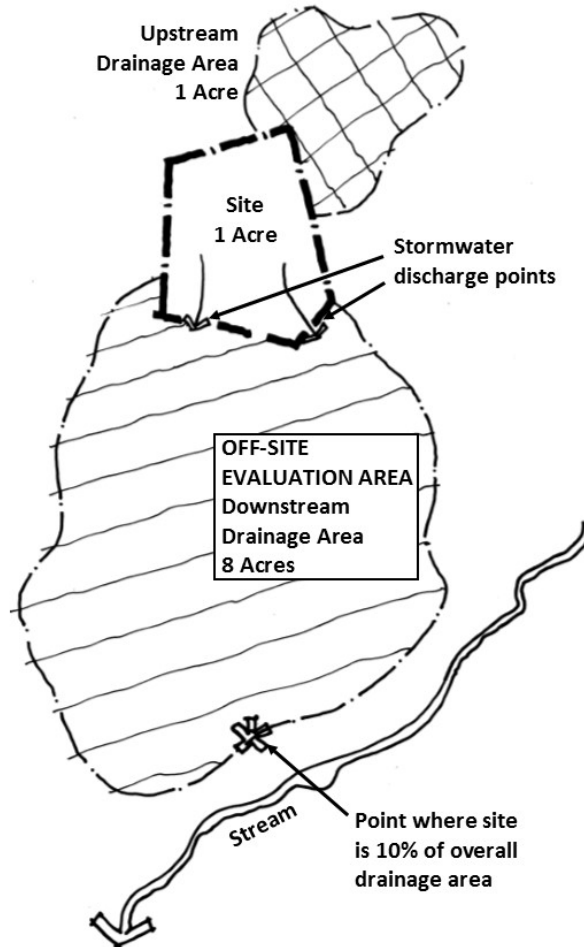 Upstream
Drainage Area
1 Acre
Site
1 Acre
Stormwater
discharge points
OFF-SITE
EVALUATION AREA
Downstream
Drainage Area
8 Acres
Stream
Point where site
is 10% of overall
drainage area